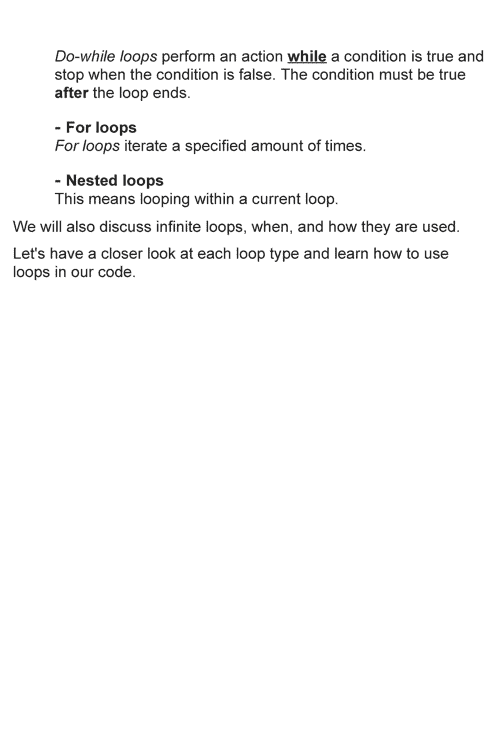 Do-while loops perform an action while a condition is true and
stop when the condition is false. The condition must be true
after the loop ends.
- For loops
For loops iterate a specified amount of times.
- Nested loops
This means looping within a current loop.
We will also discuss infinite loops, when, and how they are used.
Let's have a closer look at each loop type and learn how to use
loops in our code.